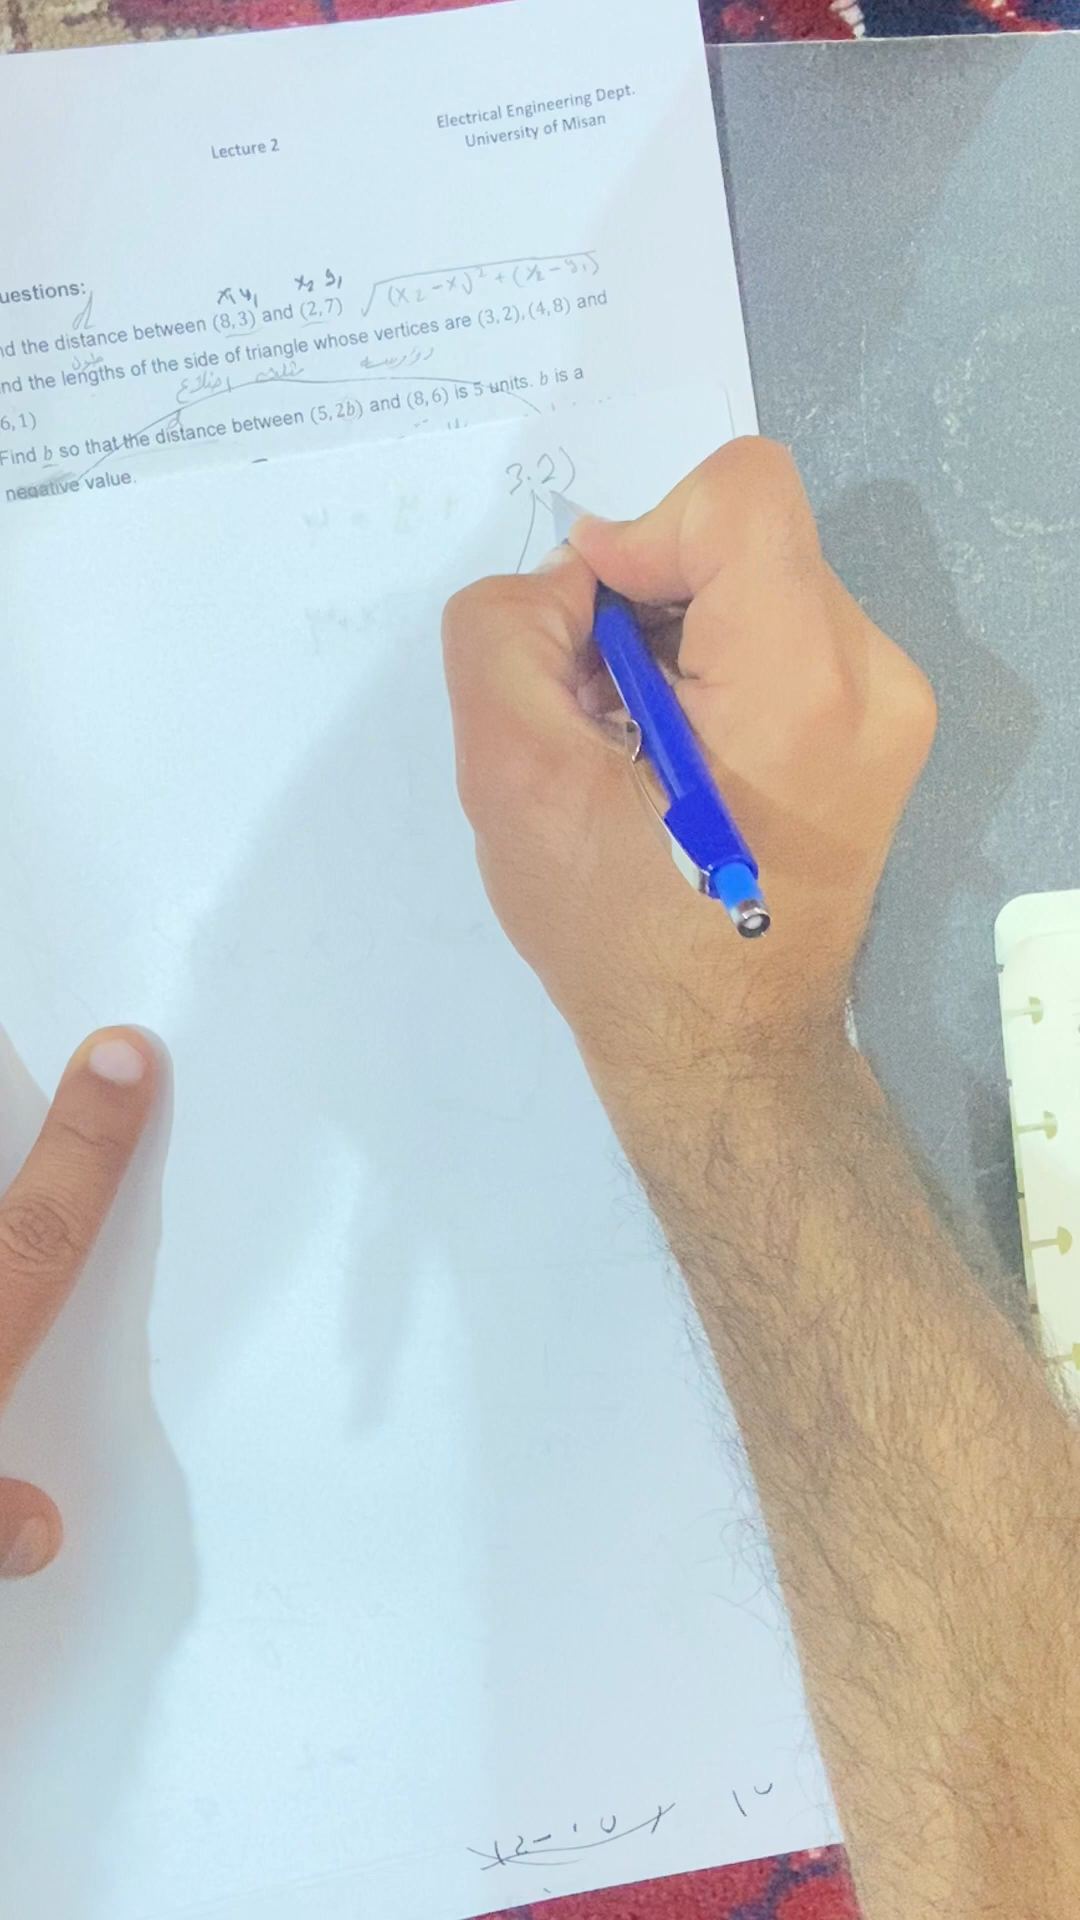 Electrical Engineering Dept.
Lecture 2
University of Misan
uestions:
d
x₁ y₁
x₂ y₁
√(x₂-x)² + (y₂-y₁)
nd the distance between (8,3) and (2,7)
nd the lengths of the side of triangle whose vertices are (3,2), (4,8) and
طول
اضلاع
6,1)
d
Find b so that the distance between (5,2b) and (8,6) is 5 units. b is a
negative value.
3.2)